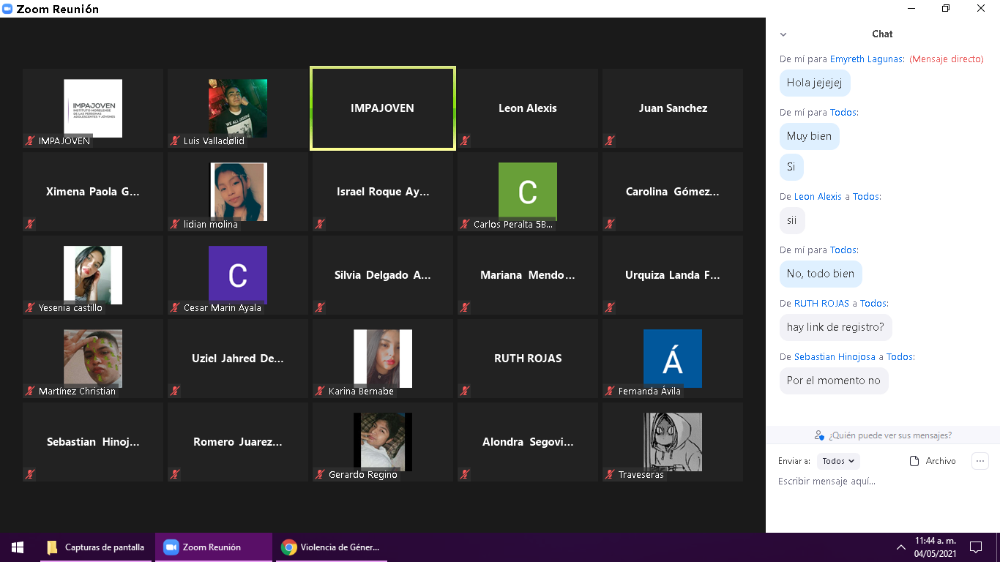 Zoom Reunión
IMPAJOVEN
INSTITUTO MORELENSE
DE LAS PERSONAS
ADOLESCENTES Y JÓVENES
IMPAJOVEN
WE ALL
Luis Valladølid
IMPAJOVEN
Leon Alexis
Juan Sanchez
Ximena Paola G...
lidian molina
Israel Roque Ay...
C
Carlos Peralta 5B...
Carolina Gómez...
Yesenia castillo
C
Cesar Marin Ayala
Silvia Delgado A...
Mariana Mendo...
Urquiza Landa F...
Martínez Christian
Uziel Jahred De...
Karina Bernabe
RUTH ROJAS
Á
Fernanda Ávila
Sebastian Hinoj...
Romero Juarez...
Gerardo Regino
Alondra Segovi...
Traveseras
Chat
De mí para Emyreth Lagunas: (Mensaje directo)
Hola jejejej
De mí para Todos:
Muy bien
Si
De Leon Alexis a Todos:
sii
De mí para Todos:
No, todo bien
De RUTH ROJAS a Todos:
hay link de registro?
De Sebastian Hinojosa a Todos:
Por el momento no
¿Quién puede ver sus mensajes?
Enviar a: Todos Archivo
Escribir mensaje aquí...
Capturas de pantalla
Zoom Reunión
Violencia de Géner...
11:44 a. m.
04/05/2021